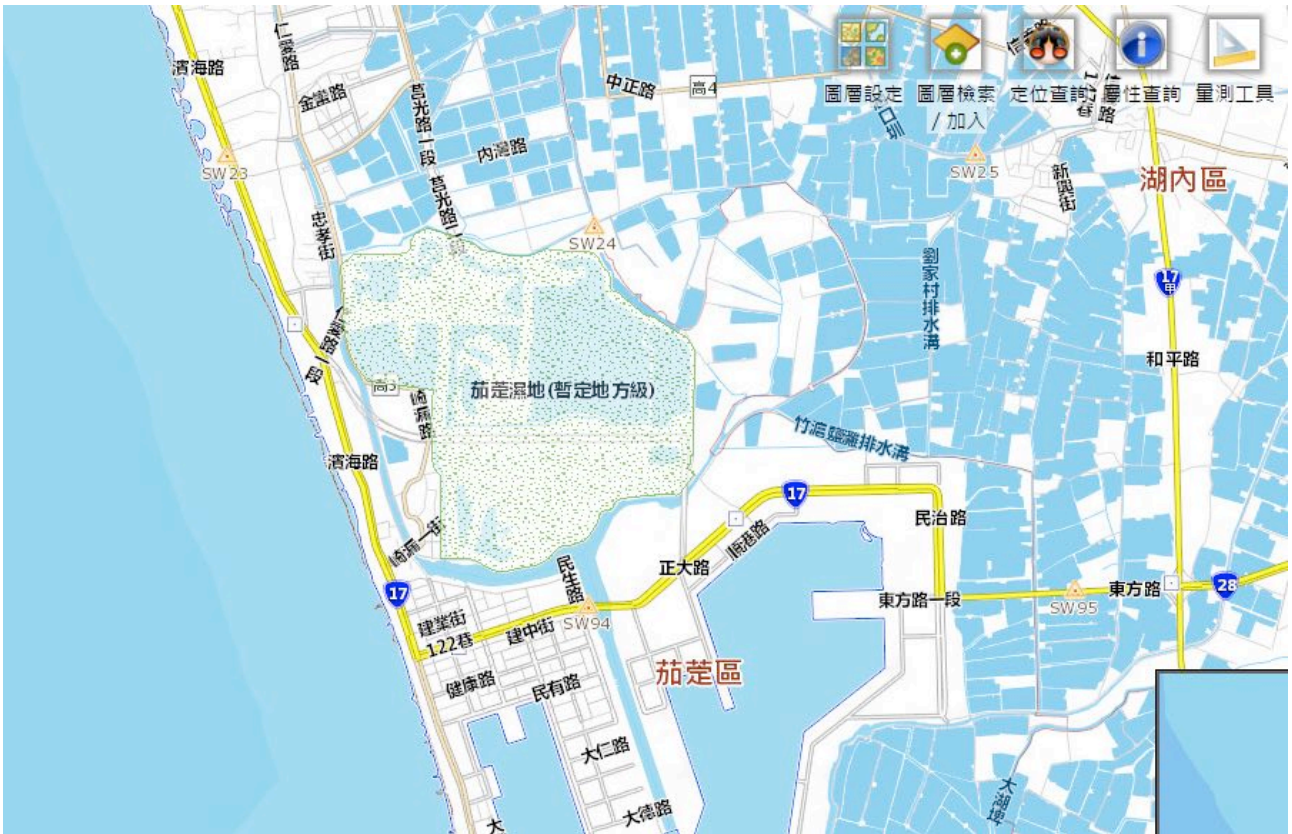 濱海路
仁愛路
金鑾路
莒光路一段
中正路
高4
圖層設定
圖層檢索
/ 加入
定位查詢
屬性查詢
量測工具
內灣路
SW23
SW25
湖內區
新興街
忠孝街
SW24
劉家村排水溝
17
甲
和平路
高3
崎漏路
茄萣濕地(暫定地方級)
竹滬鹽灘排水溝
濱海路
17
民治路
崎漏一街
正大路
民生路
17
東方路一段
SW95
東方路
28
建業街
122巷
建中街
SW94
健康路
民有路
茄萣區
大仁路
大德路
大湖埤
大